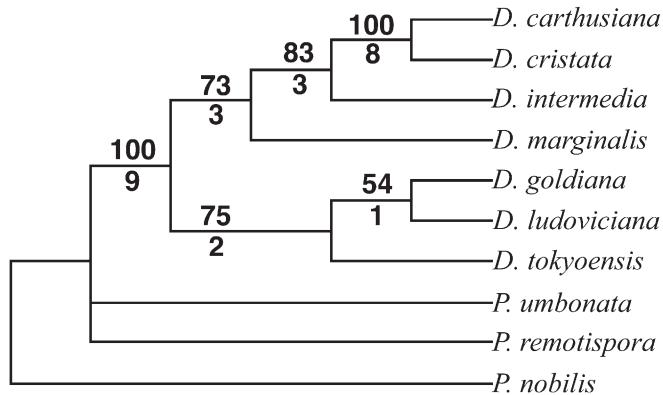 100 D. carthusiana
83 8 D. cristata
73 3 D. intermedia
3 D. marginalis
100
9 54 D. goldiana
75 1 D. ludoviciana
2 D. tokyoensis
P. umbonata
P. remotispora
P. nobilis